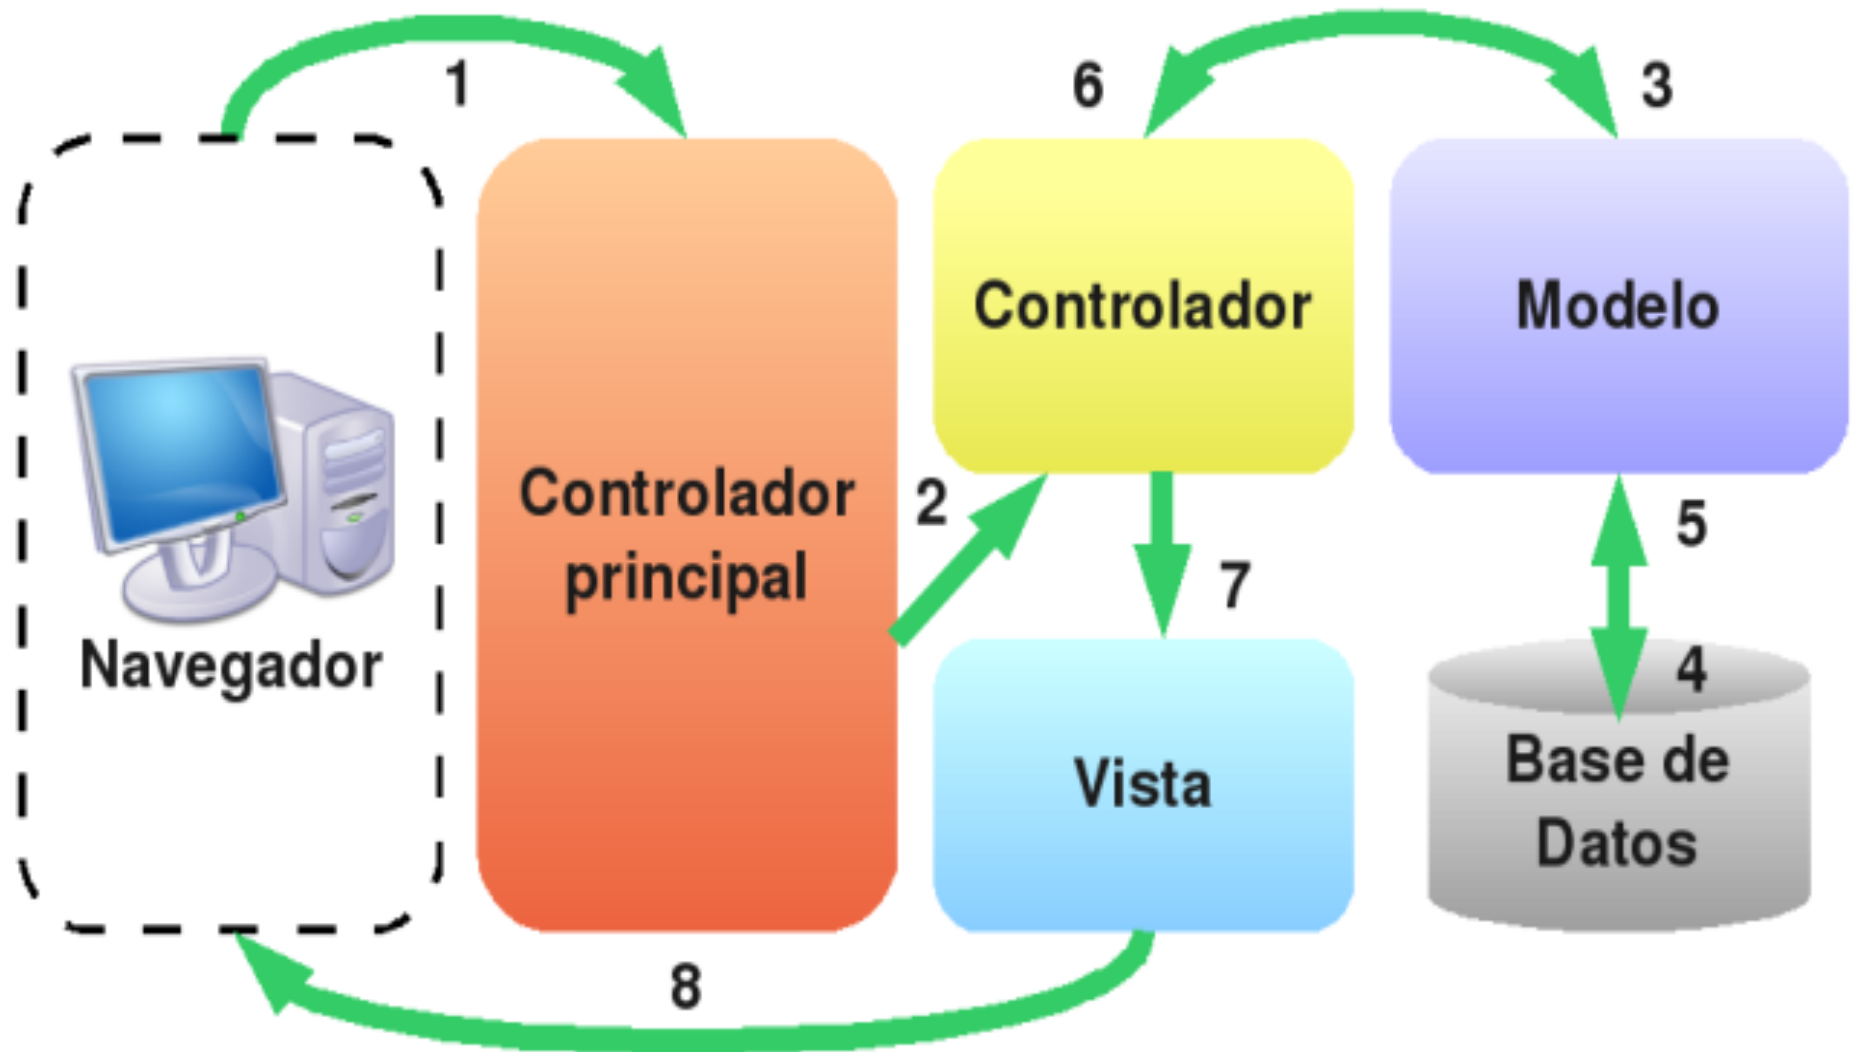 1
6
3
Controlador
Modelo
Controlador
principal
2
5
7
4
Navegador
Vista
Base de
Datos
8